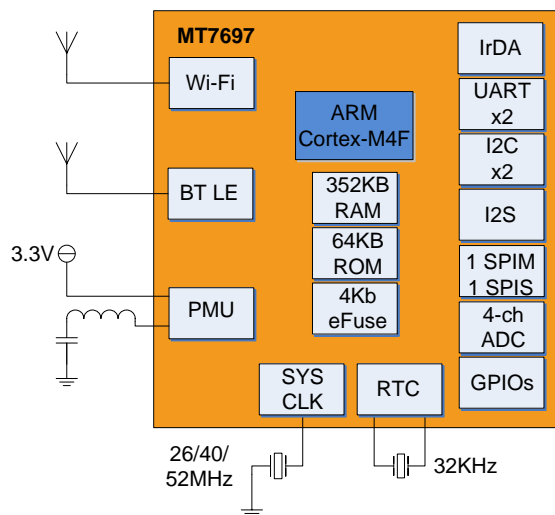 MT7697
Wi-Fi
BT LE
3.3V
PMU
ARM
Cortex-M4F
352KB
RAM
64KB
ROM
4Kb
eFuse
IrDA
UART
x2
I2C
x2
I2S
1 SPIM
1 SPIS
4-ch
ADC
GPIOs
SYS
CLK
RTC
26/40/
52MHz
32KHz